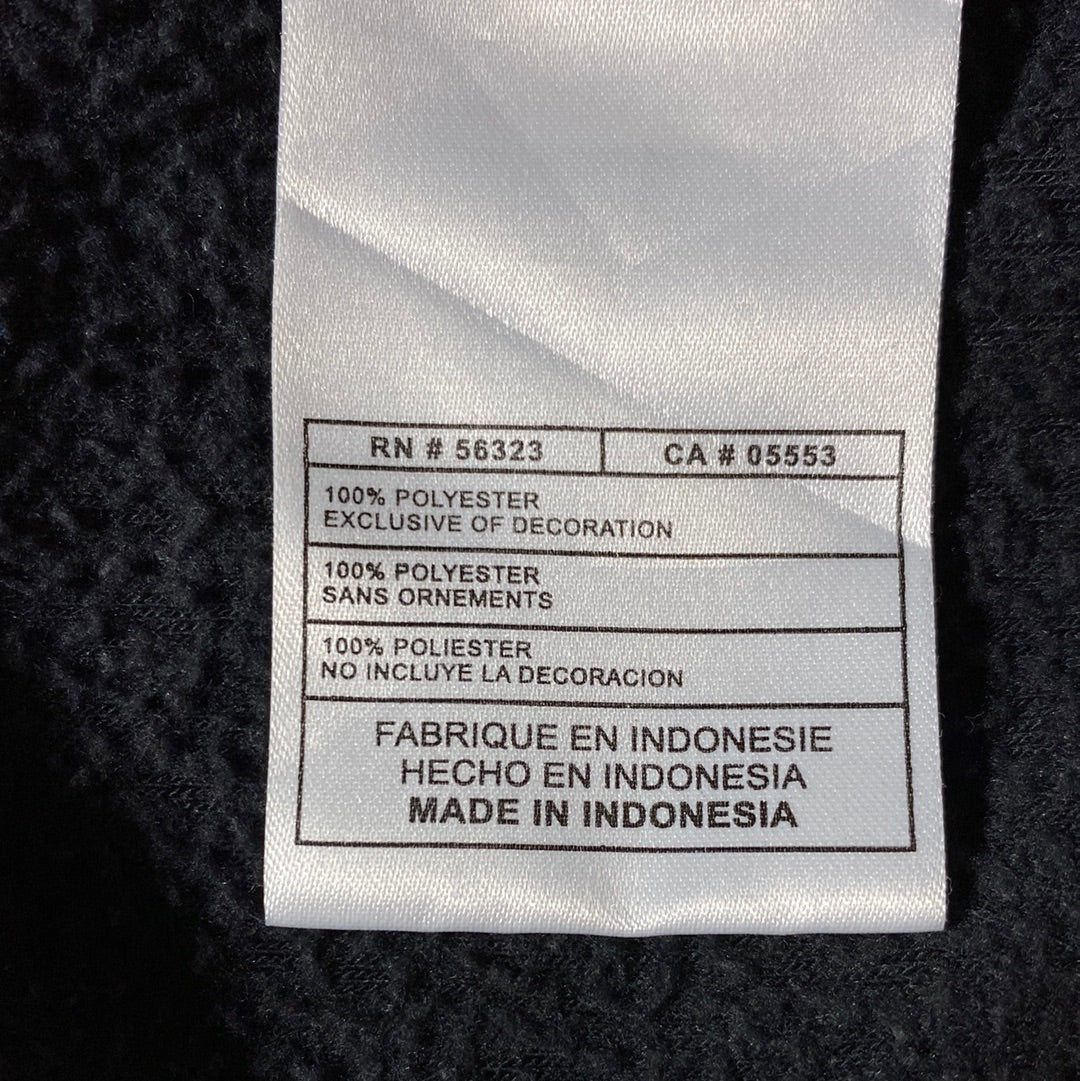 RN # 56323 CA # 05553
100% POLYESTER
EXCLUSIVE OF DECORATION
100% POLYESTER
SANS ORNEMENTS
100% POLIESTER
NO INCLUYE LA DECORACION
FABRIQUE EN INDONESIE
HECHO EN INDONESIA
MADE IN INDONESIA